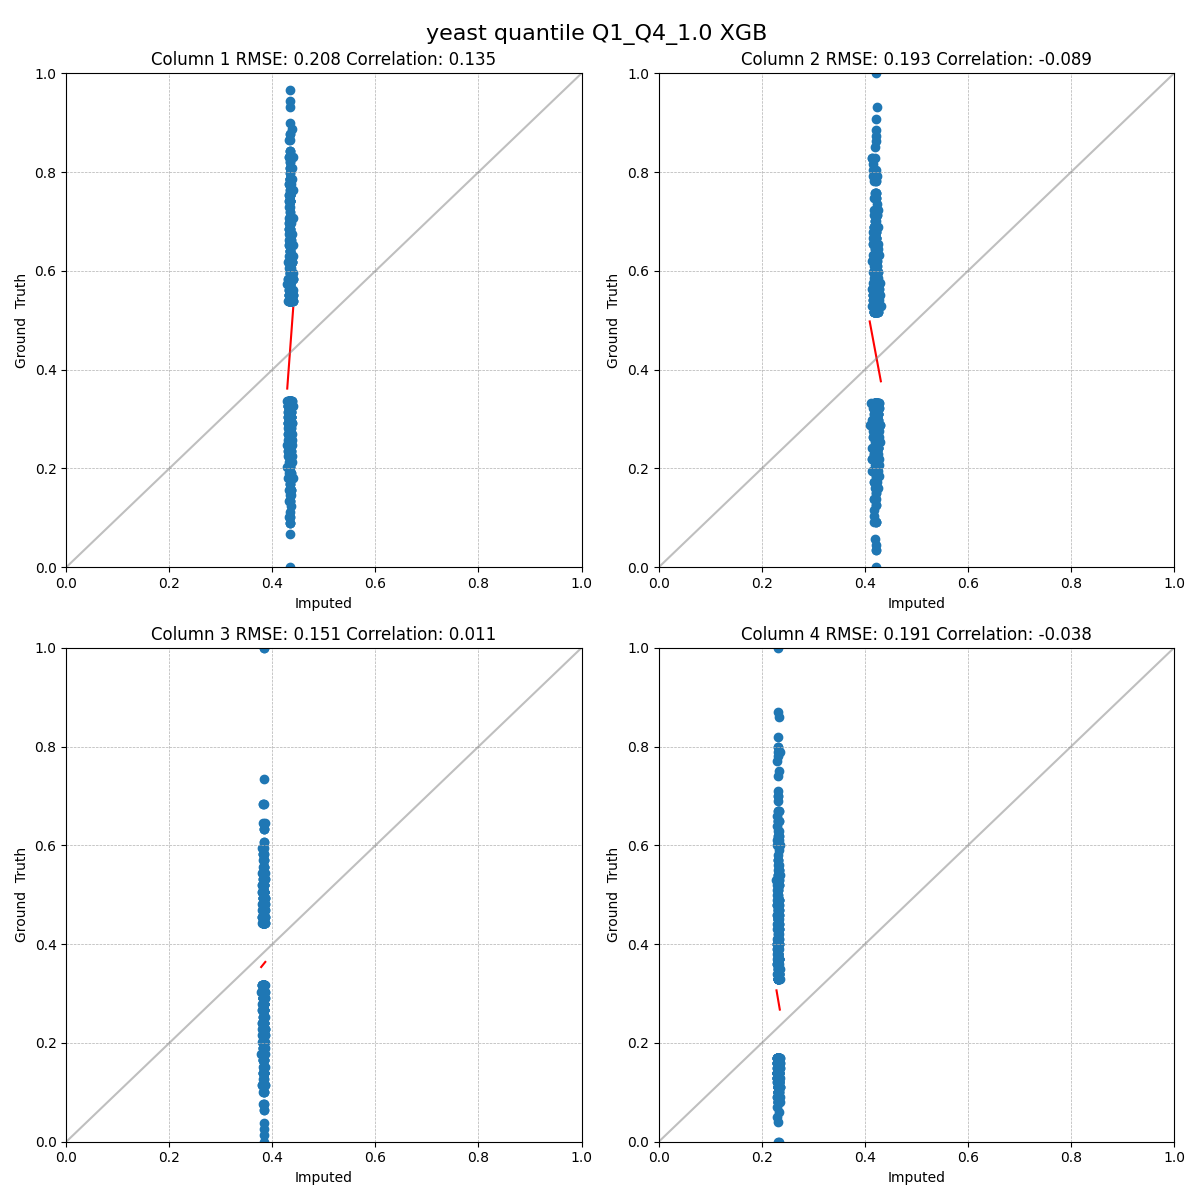 yeast quantile Q1_Q4_1.0 XGB
Column 1 RMSE: 0.208 Correlation: 0.135
1.0
0.8
0.6
0.4
0.2
0.0
Ground  Truth
0.0 0.2 0.4 0.6 0.8 1.0
Imputed
Column 2 RMSE: 0.193 Correlation: -0.089
1.0
0.8
0.6
0.4
0.2
0.0
Ground  Truth
0.0 0.2 0.4 0.6 0.8 1.0
Imputed
Column 3 RMSE: 0.151 Correlation: 0.011
1.0
0.8
0.6
0.4
0.2
0.0
Ground  Truth
0.0 0.2 0.4 0.6 0.8 1.0
Imputed
Column 4 RMSE: 0.191 Correlation: -0.038
1.0
0.8
0.6
0.4
0.2
0.0
Ground  Truth
0.0 0.2 0.4 0.6 0.8 1.0
Imputed